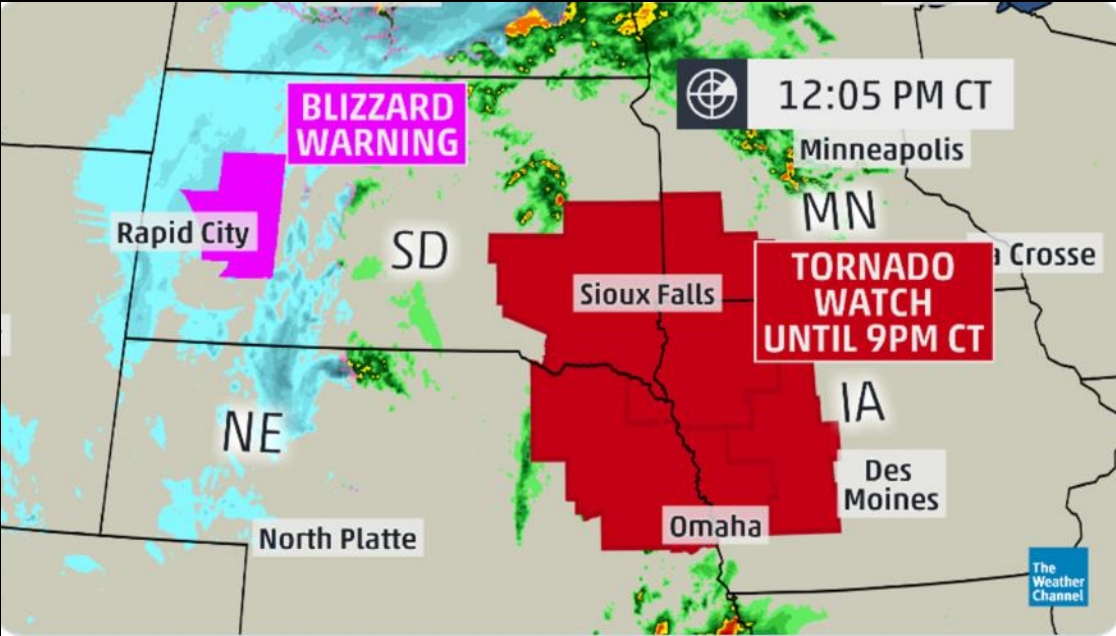 BLIZZARD
WARNING
12:05 PM CT
Minneapolis
MN
Rapid City
SD
a Crosse
TORNADO
WATCH
UNTIL 9PM CT
Sioux Falls
NE
IA
Des
Moines
Omaha
North Platte
The
Weather
Channel